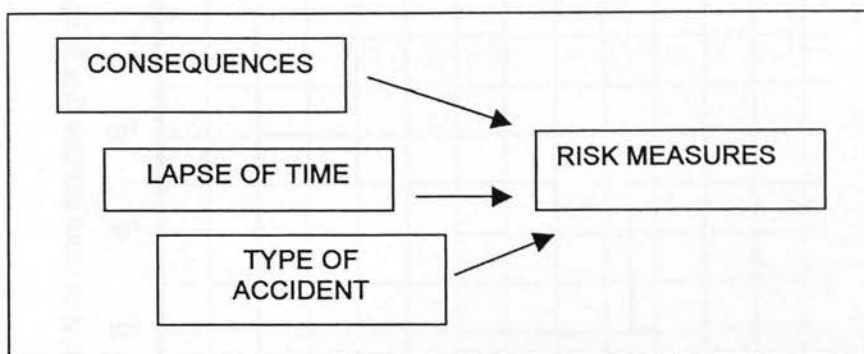 CONSEQUENCES
LAPSE OF TIME
TYPE OF
ACCIDENT
RISK MEASURES